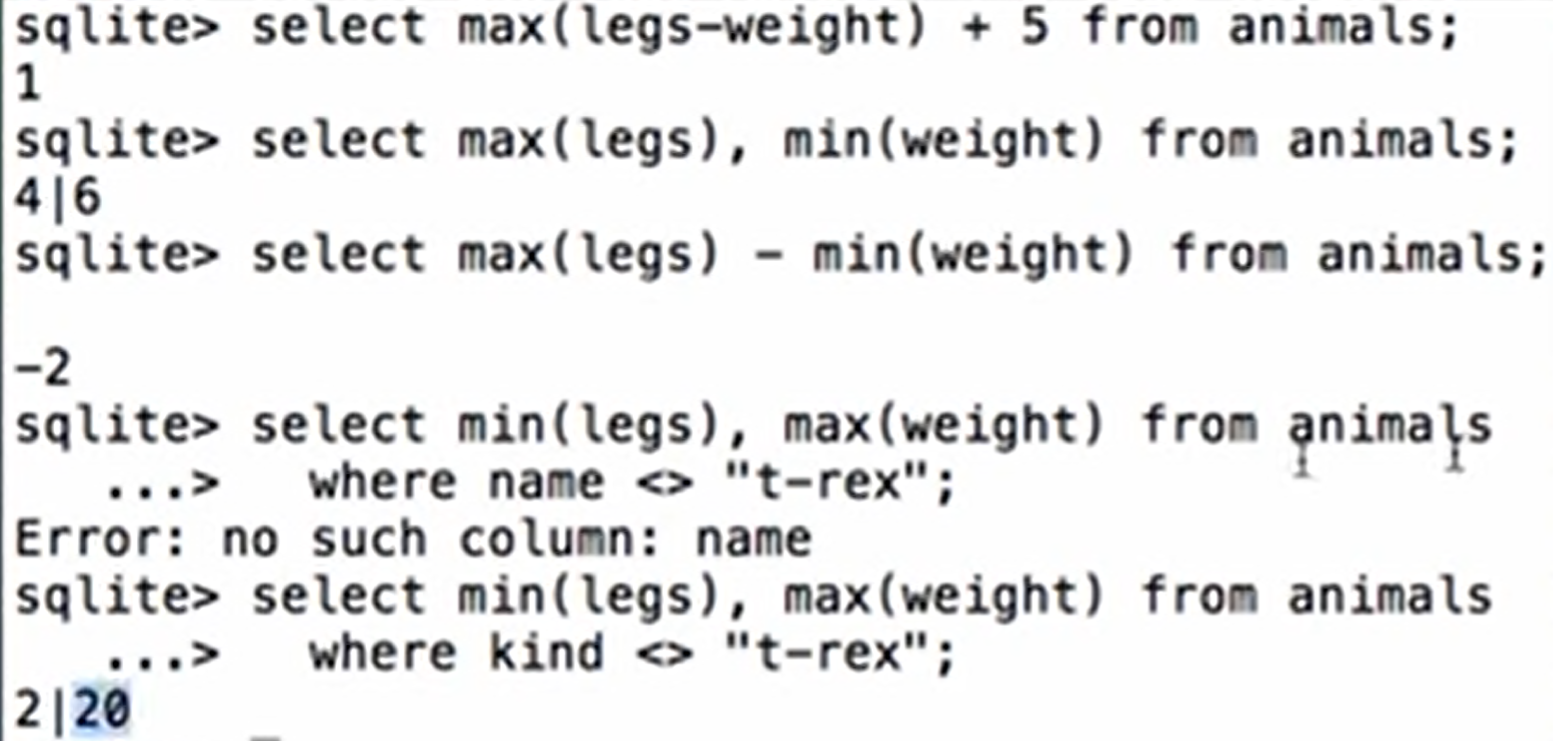 sqlite> select max(legs-weight) + 5 from animals;
1
sqlite> select max(legs), min(weight) from animals;
4|6
sqlite> select max(legs) - min(weight) from animals;
-2
sqlite> select min(legs), max(weight) from animals
...> where name <> "t-rex";
Error: no such column: name
sqlite> select min(legs), max(weight) from animals
...> where kind <> "t-rex";
2|20